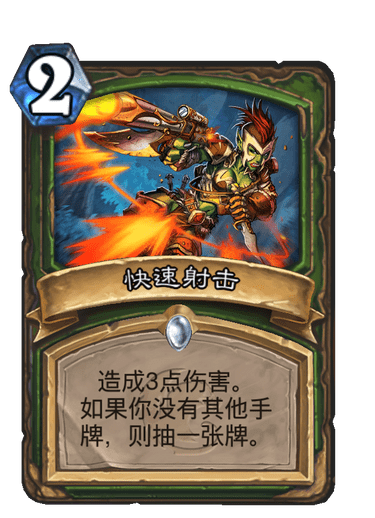 2
快速射击
造成3点伤害。
如果你没有其他手
牌，则抽一张牌。